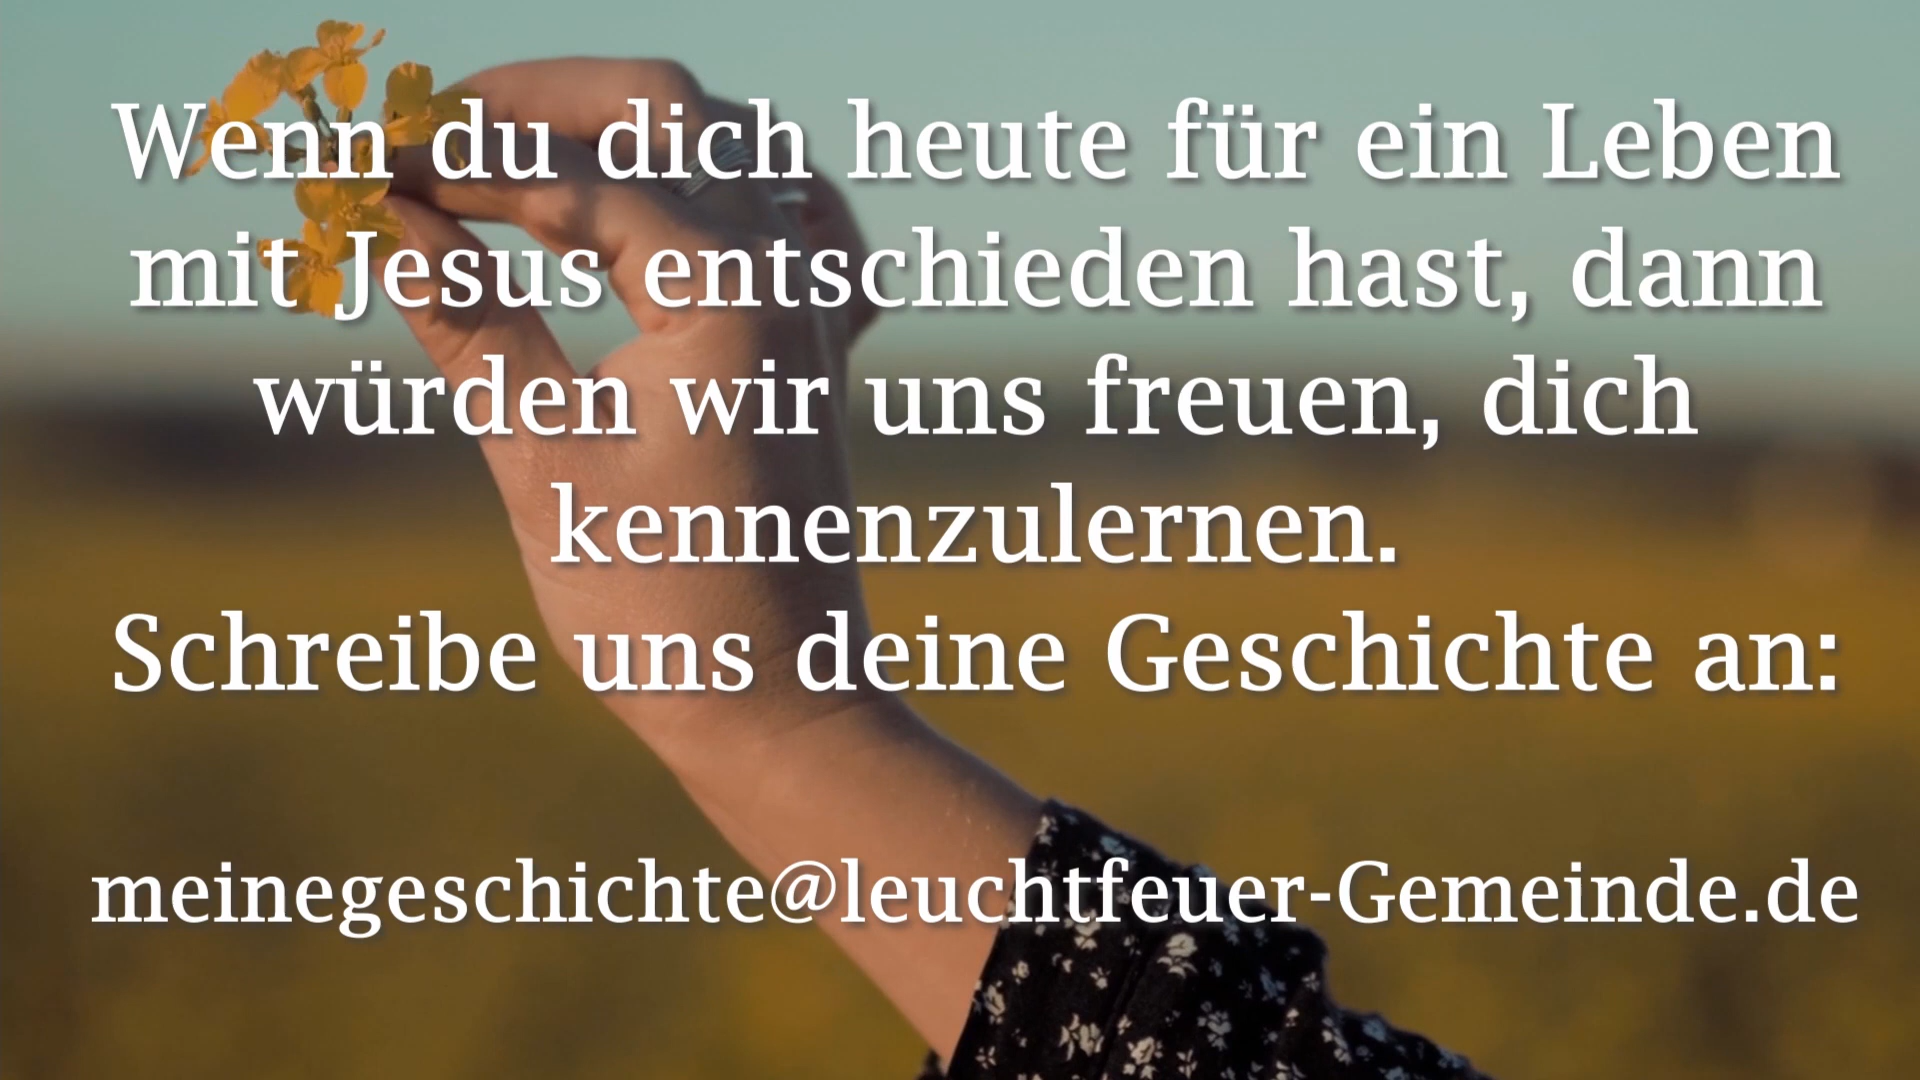 Wenn du dich heute für ein Leben
mit Jesus entschieden hast, dann
würden wir uns freuen, dich
kennenzulernen.
Schreibe uns deine Geschichte an:
meinegeschichte@leuchtfeuer-Gemeinde.de